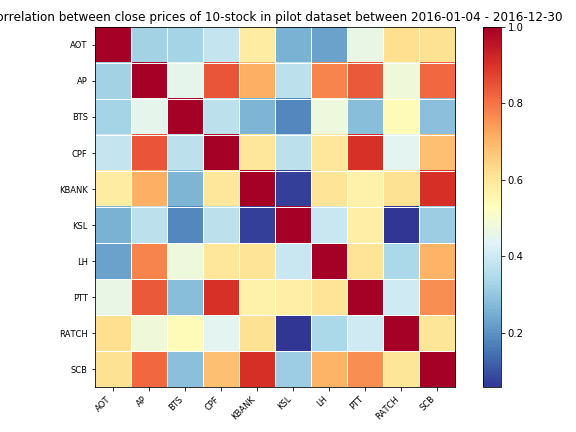 orrelation between close prices of 10-stock in pilot dataset between 2016-01-04 - 2016-12-30
AOT
AP
BTS
CPF
KBANK
KSL
LH
PTT
RATCH
SCB
AOT
AP
BTS
CPF
KBANK
KSL
LH
PTT
RATCH
SCB
1.0
0.8
0.6
0.4
0.2